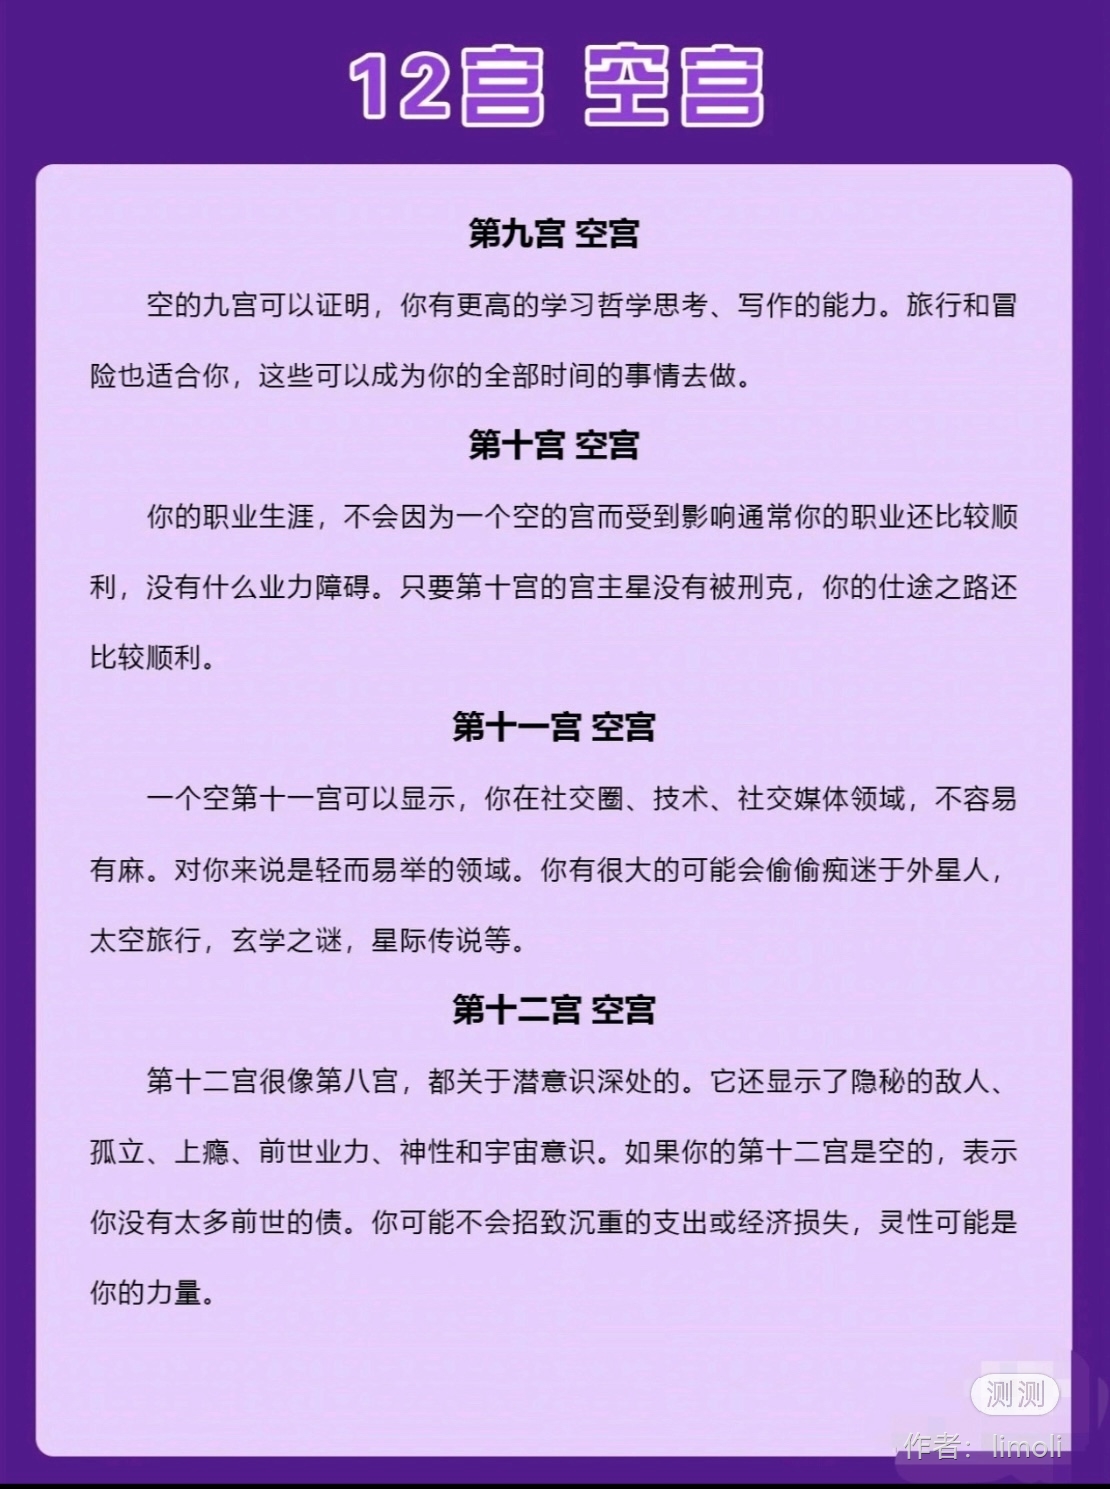 12宫 空宫
第九宫 空宫
空的九宫可以证明，你有更高的学习哲学思考、写作的能力。旅行和冒
险也适合你，这些可以成为你的全部时间的事情去做。
第十宫 空宫
你的职业生涯，不会因为一个空的宫而受到影响通常你的职业还比较顺
利，没有什么业力障碍。只要第十宫的宫主星没有被刑克，你的仕途之路还
比较顺利。
第十一宫 空宫
一个空第十一宫可以显示，你在社交圈、技术、社交媒体领域，不容易
有麻。对你来说是轻而易举的领域。你有很大的可能会偷偷痴迷于外星人，
太空旅行，玄学之谜，星际传说等。
第十二宫 空宫
第十二宫很像第八宫，都关于潜意识深处的。它还显示了隐秘的敌人、
孤立、上瘾、前世业力、神性和宇宙意识。如果你的第十二宫是空的，表示
你没有太多前世的债。你可能不会招致沉重的支出或经济损失，灵性可能是
你的力量。
测测
作者：limoli